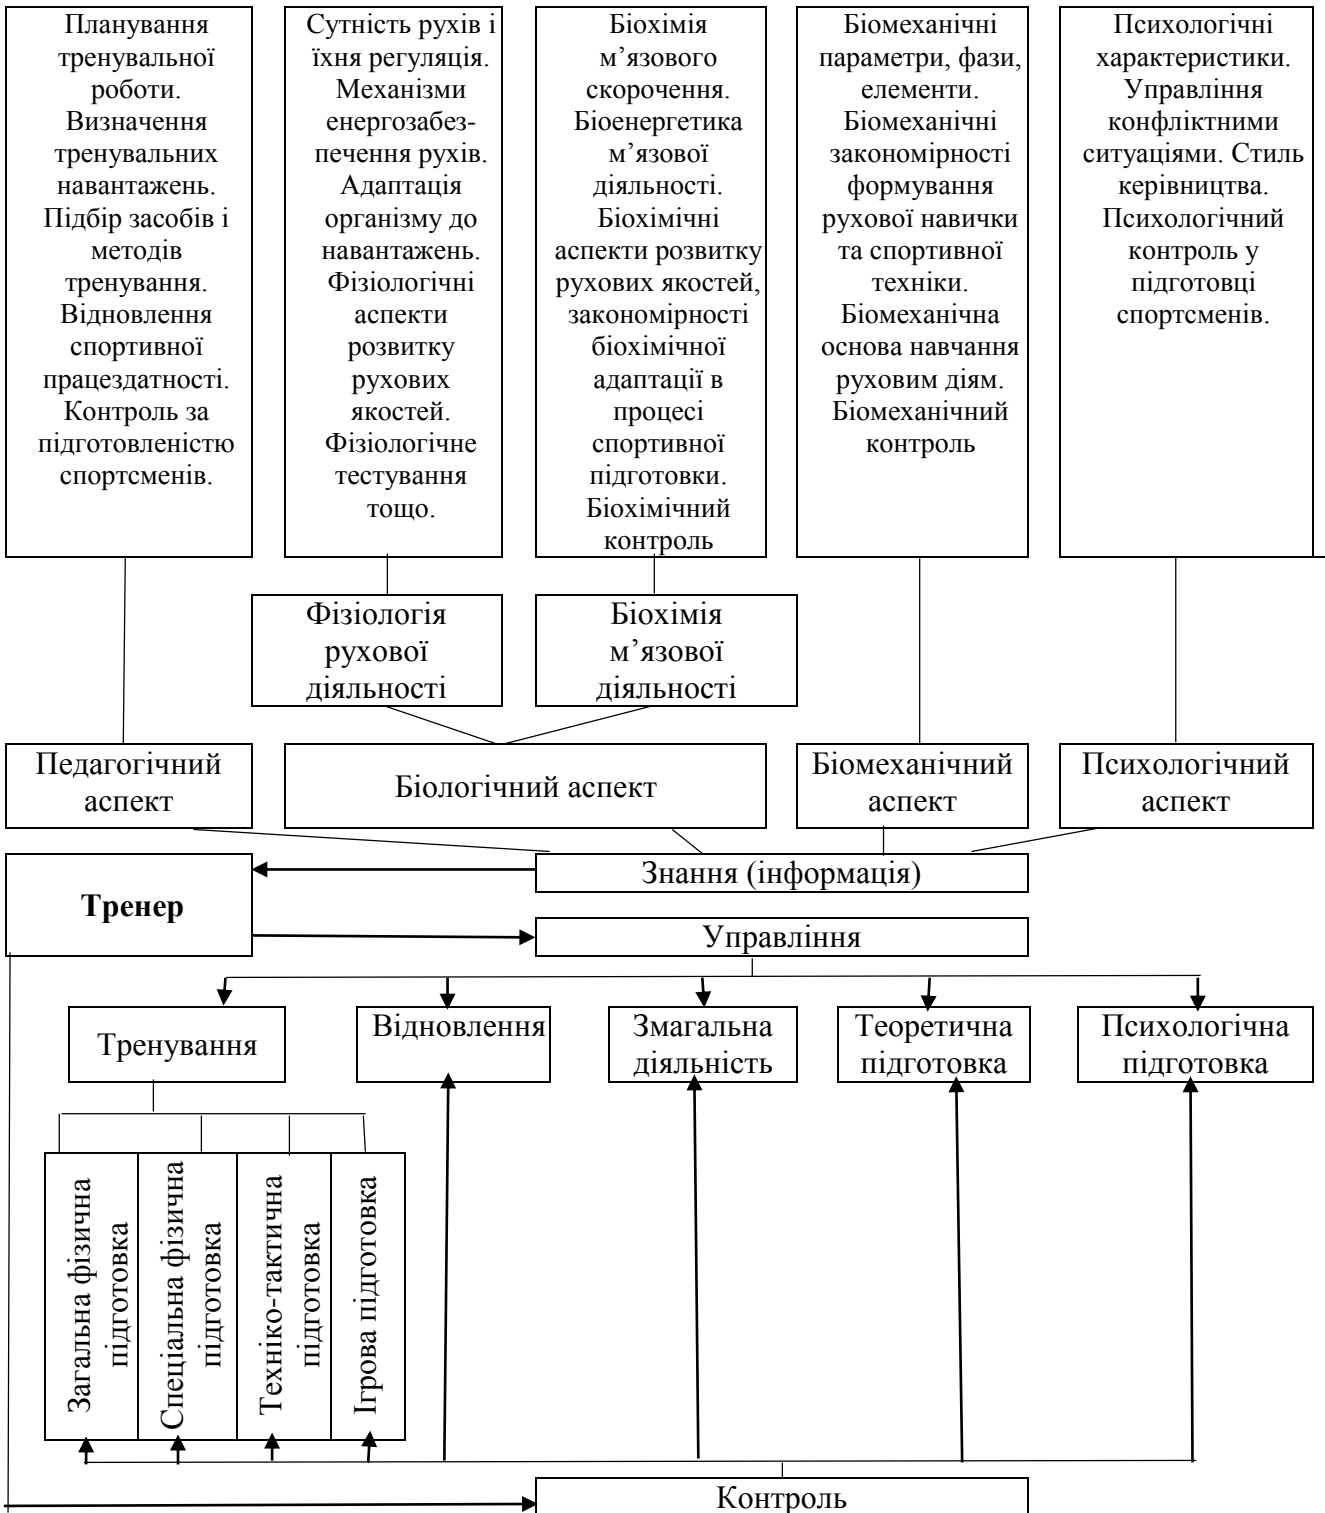 Планування
тренувальної
роботи.
Визначення
тренувальних
навантажень.
Підбір засобів і
методів
тренування.
Відновлення
спортивної
працездатності.
Контроль за
підготовленістю
спортсменів.
Сутність рухів і
їхня регуляція.
Механізми
енергозабез-
печення рухів.
Адаптація
організму до
навантажень.
Фізіологічні
аспекти
розвитку
рухових
якостей.
Фізіологічне
тестування
тощо.
Біохімія
м’язового
скорочення.
Біоенергетика
м’язової
діяльності.
Біохімічні
аспекти розвитку
рухових якостей,
закономірності
біохімічної
адаптації в
процесі
спортивної
підготовки.
Біохімічний
контроль
Біомеханічні
параметри, фази,
елементи.
Біомеханічні
закономірності
формування
рухової навички
та спортивної
техніки.
Біомеханічна
основа навчання
руховим діям.
Біомеханічний
контроль
Психологічні
характеристики.
Управління
конфліктними
ситуаціями. Стиль
керівництва.
Психологічний
контроль у
підготовці
спортсменів.
Фізіологія
рухової
діяльності
Біохімія
м’язової
діяльності
Педагогічний
аспект
Біологічний аспект
Біомеханічний
аспект
Психологічний
аспект
Знання (інформація)
Тренер
Управління
Тренування
Відновлення
Змагальна
діяльність
Теоретична
підготовка
Психологічна
підготовка
Загальна фізична
підготовка
Спеціальна фізична
підготовка
Техніко-тактична
підготовка
Ігрова підготовка
Контроль